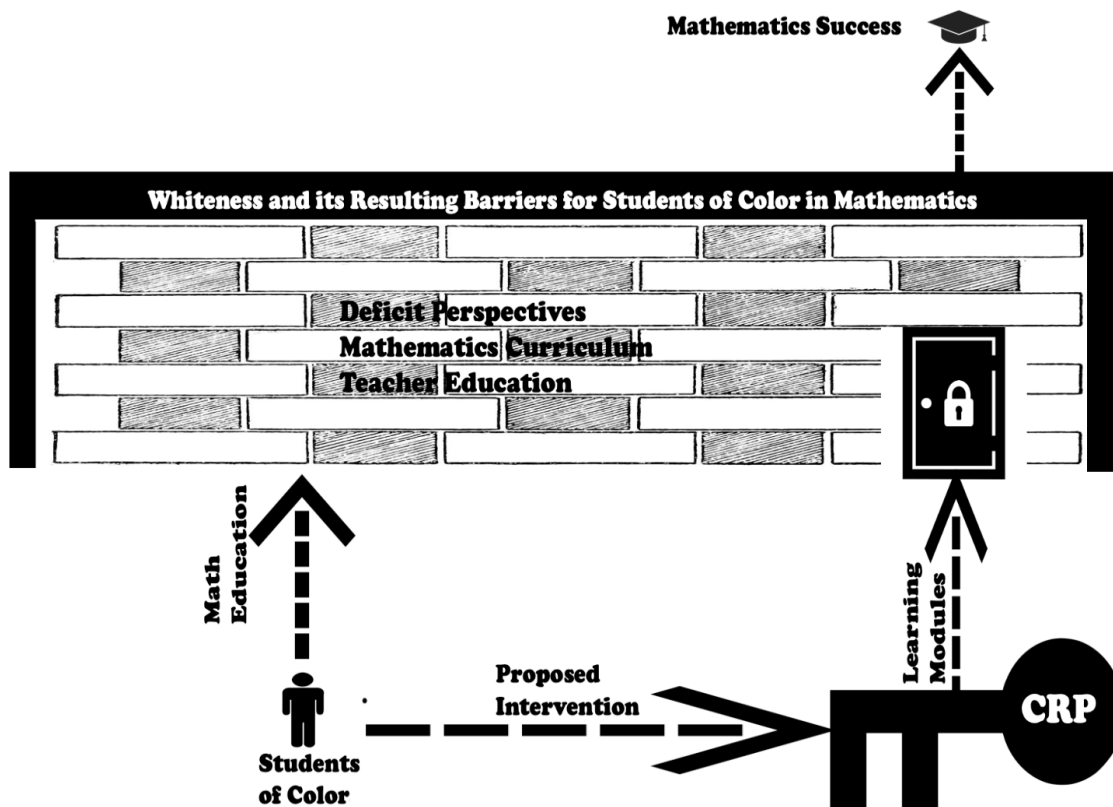 Mathematics Success
Whiteness and its Resulting Barriers for Students of Color in Mathematics
Deficit Perspectives
Mathematics Curriculum
Teacher Education
Math
Education
Learning
Modules
Proposed
Intervention
CRP
Students
of Color